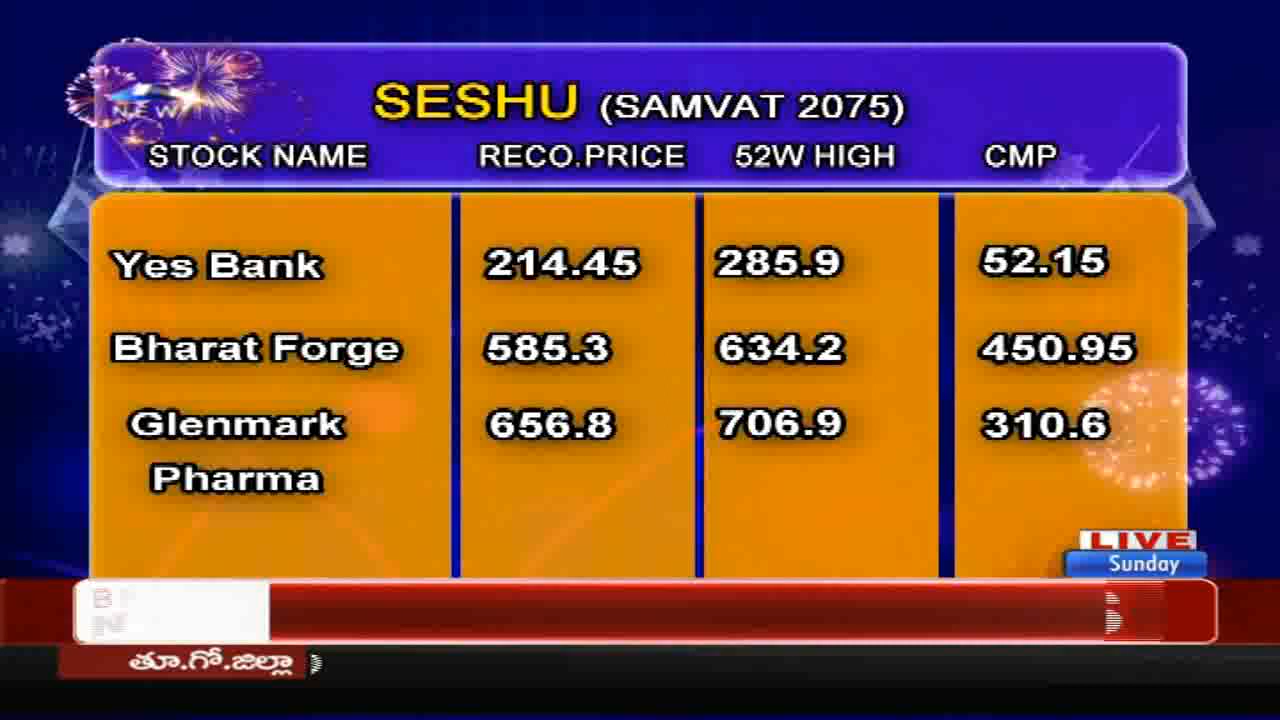 NEW
SESHU (SAMVAT 2075)
STOCK NAME RECO.PRICE 52W HIGH CMP
Yes Bank 214.45 285.9 52.15
Bharat Forge 585.3 634.2 450.95
Glenmark 656.8 706.9 310.6
Pharma
LIVE
Sunday
తూ.గో.జిల్లా